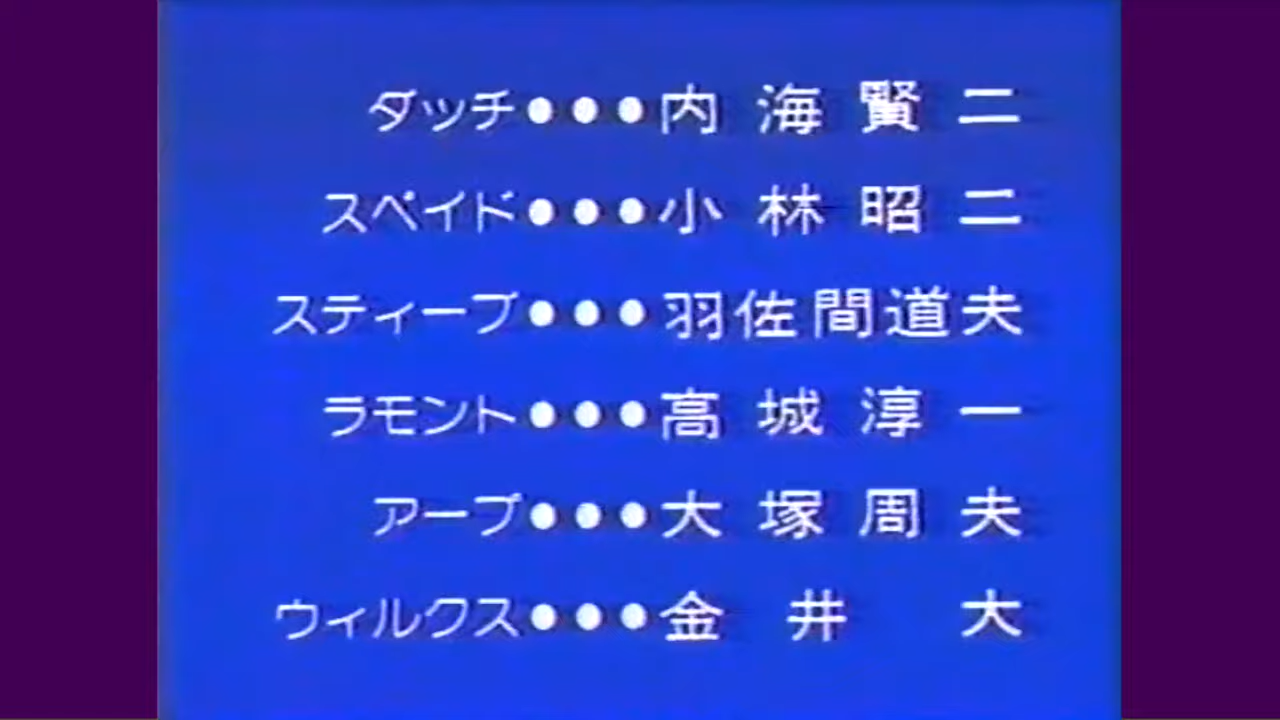 ダッチ●●●内海賢二
スペイド●●●小林昭二
スティーブ●●●羽佐間道夫
ラモント●●●高城淳一
アープ●●●大塚周夫
ウィルクス●●●金井大